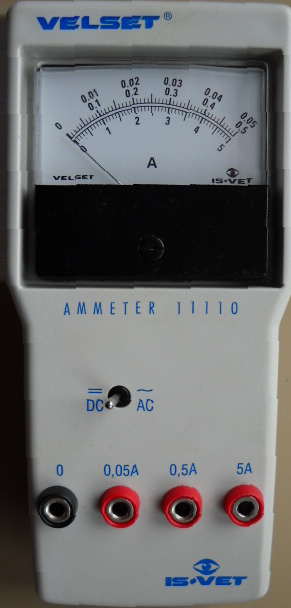 VELSET®
0 0.01 0.02 0.03 0.04 0.05
0.1 0.2 0.3 0.4 0.5
0 1 2 3 4 5
A
VELSET IS·VET
AMMETER 11110
= ~
DC AC
0 0,05A 0,5A 5A
IS·VET